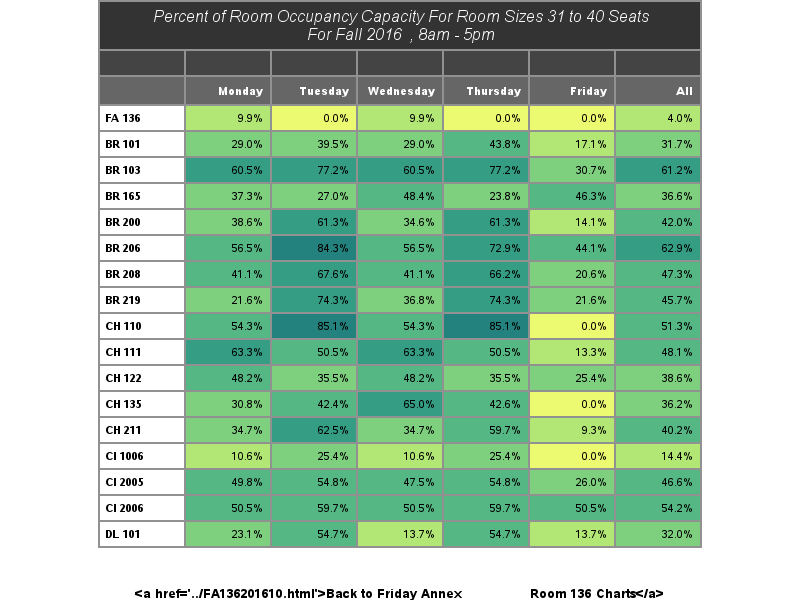 Percent of Room Occupancy Capacity For Room Sizes 31 to 40 Seats
For Fall 2016 , 8am - 5pm
Monday Tuesday Wednesday Thursday Friday All
FA 136 9.9% 0.0% 9.9% 0.0% 0.0% 4.0%
BR 101 29.0% 39.5% 29.0% 43.8% 17.1% 31.7%
BR 103 60.5% 77.2% 60.5% 77.2% 30.7% 61.2%
BR 165 37.3% 27.0% 48.4% 23.8% 46.3% 36.6%
BR 200 38.6% 61.3% 34.6% 61.3% 14.1% 42.0%
BR 206 56.5% 84.3% 56.5% 72.9% 44.1% 62.9%
BR 208 41.1% 67.6% 41.1% 66.2% 20.6% 47.3%
BR 219 21.6% 74.3% 36.8% 74.3% 21.6% 45.7%
CH 110 54.3% 85.1% 54.3% 85.1% 0.0% 51.3%
CH 111 63.3% 50.5% 63.3% 50.5% 13.3% 48.1%
CH 122 48.2% 35.5% 48.2% 35.5% 25.4% 38.6%
CH 135 30.8% 42.4% 65.0% 42.6% 0.0% 36.2%
CH 211 34.7% 62.5% 34.7% 59.7% 9.3% 40.2%
CI 1006 10.6% 25.4% 10.6% 25.4% 0.0% 14.4%
CI 2005 49.8% 54.8% 47.5% 54.8% 26.0% 46.6%
CI 2006 50.5% 59.7% 50.5% 59.7% 50.5% 54.2%
DL 101 23.1% 54.7% 13.7% 54.7% 13.7% 32.0%
<a href='../FA136201610.html'>Back to Friday Annex Room 136 Charts</a>